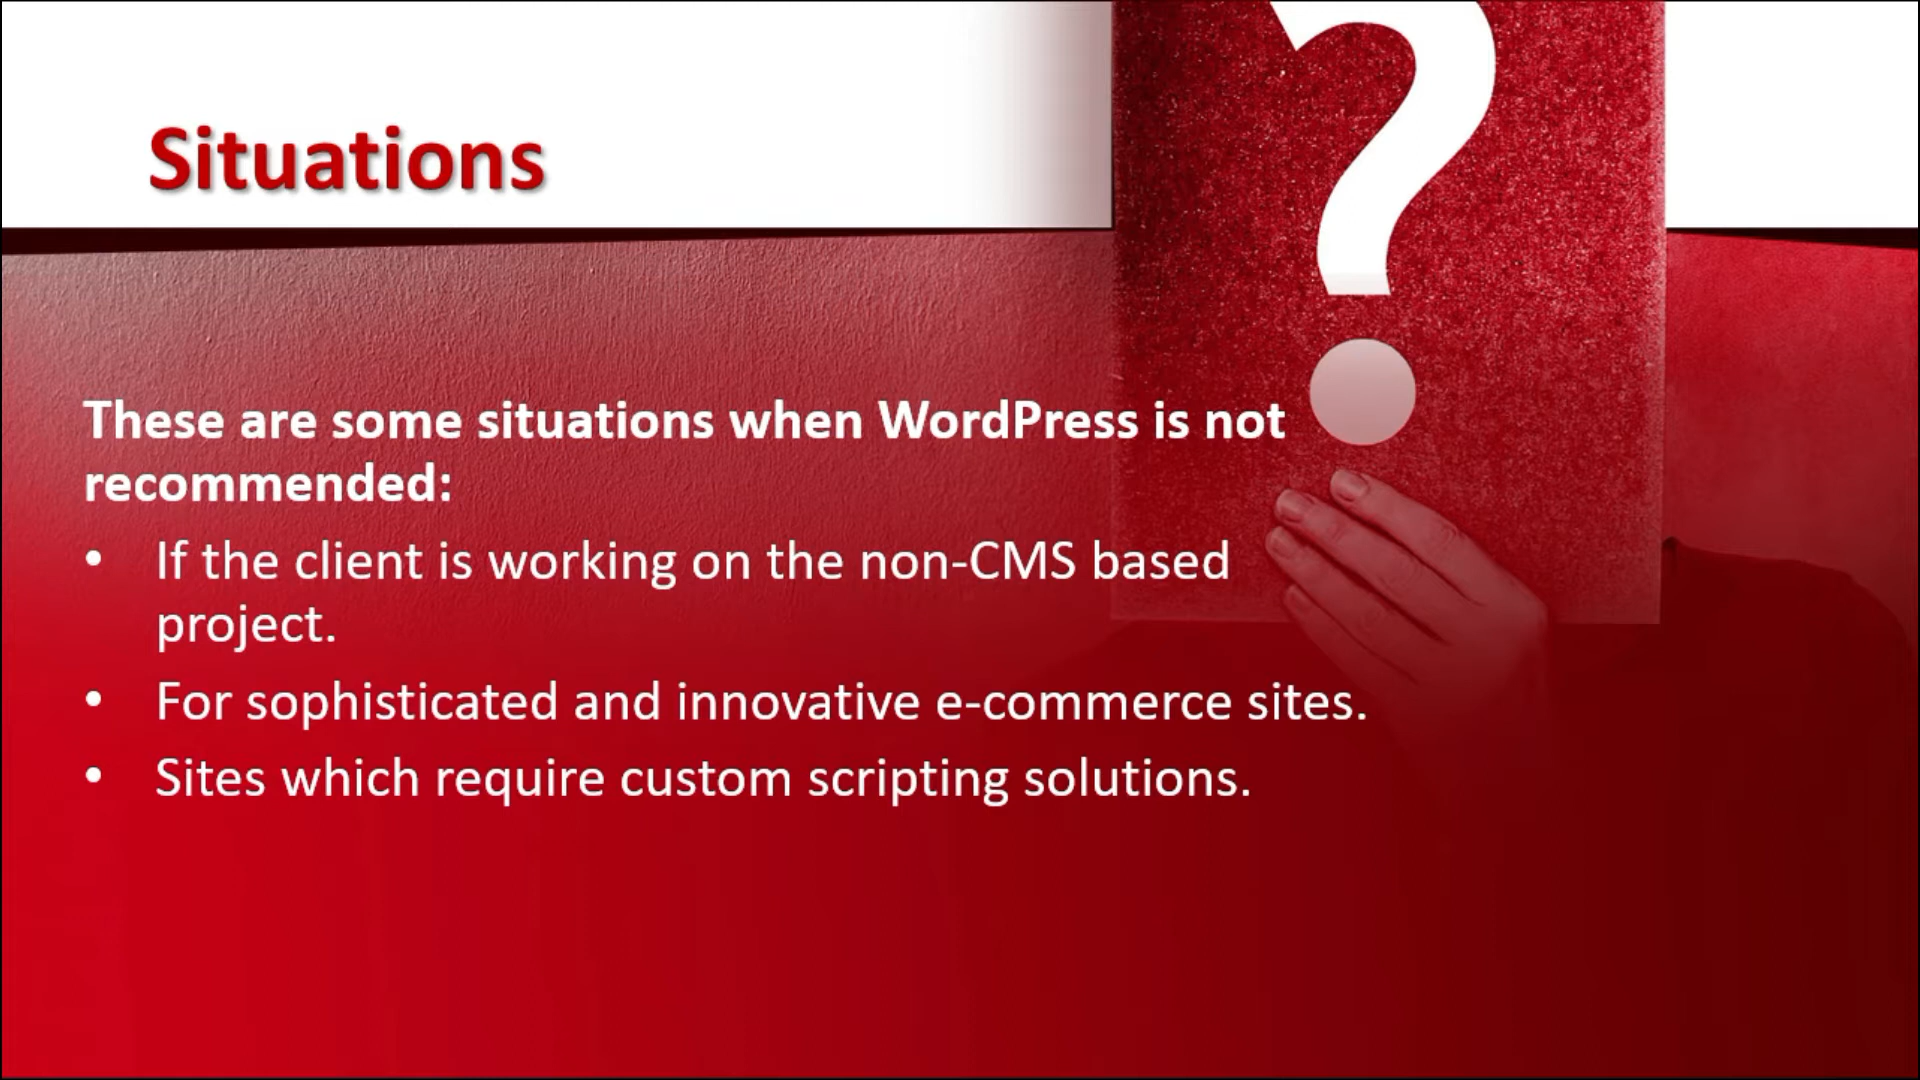 ?
Situations
These are some situations when WordPress is not
recommended:
• If the client is working on the non-CMS based
project.
• For sophisticated and innovative e-commerce sites.
• Sites which require custom scripting solutions.